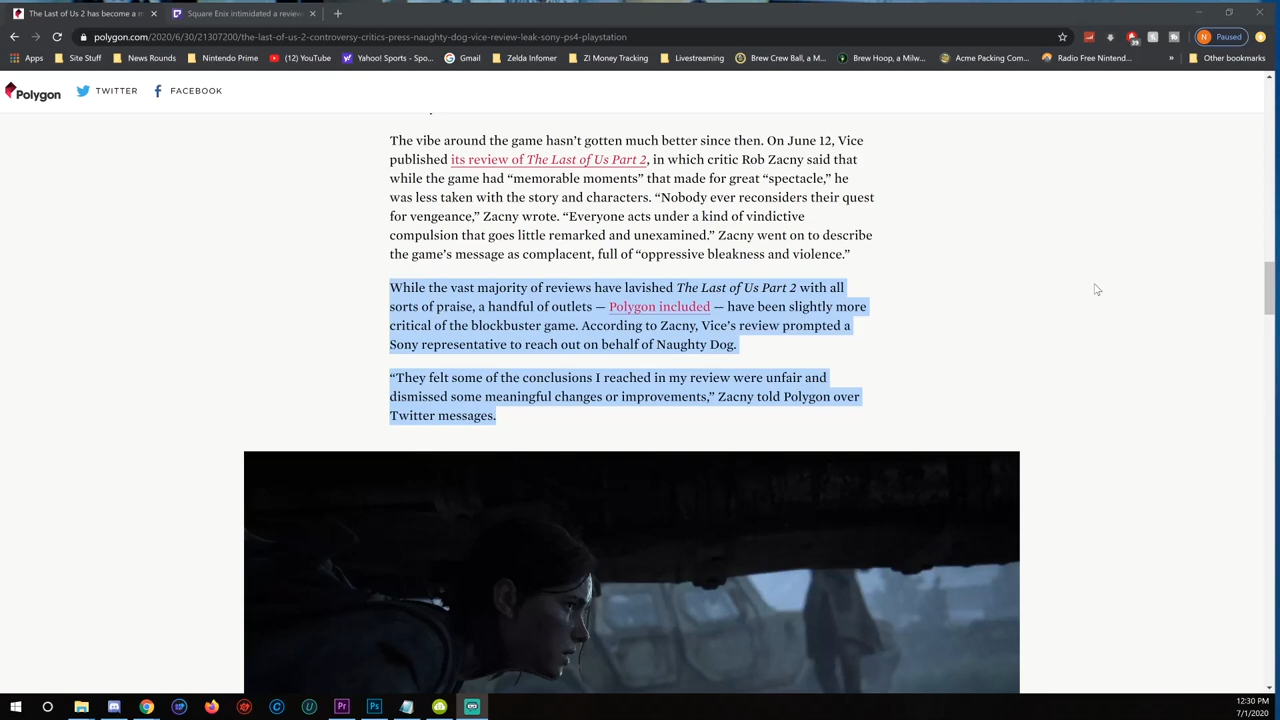 The Last of Us 2 has become a m
Square Enix intimidated a review
polygon.com/2020/6/30/21307200/the-last-of-us-2-controversy-critics-press-naughty-dog-vice-review-leak-sony-ps4-playstation
39
N Paused
Apps Site Stuff News Rounds Nintendo Prime (12) YouTube Yahoo! Sports - Spo... Gmail Zelda Infomer ZI Money Tracking Livestreaming Brew Crew Ball, a M... Brew Hoop, a Milw... Acme Packing Com... Radio Free Nintend... » Other bookmarks
Polygon TWITTER FACEBOOK
The vibe around the game hasn’t gotten much better since then. On June 12, Vice
published its review of The Last of Us Part 2, in which critic Rob Zacny said that
while the game had “memorable moments” that made for great “spectacle,” he
was less taken with the story and characters. “Nobody ever reconsiders their quest
for vengeance,” Zacny wrote. “Everyone acts under a kind of vindictive
compulsion that goes little remarked and unexamined.” Zacny went on to describe
the game’s message as complacent, full of “oppressive bleakness and violence.”
While the vast majority of reviews have lavished The Last of Us Part 2 with all
sorts of praise, a handful of outlets — Polygon included — have been slightly more
critical of the blockbuster game. According to Zacny, Vice’s review prompted a
Sony representative to reach out on behalf of Naughty Dog.
“They felt some of the conclusions I reached in my review were unfair and
dismissed some meaningful changes or improvements,” Zacny told Polygon over
Twitter messages.
Pr Ps
12:30 PM
7/1/2020